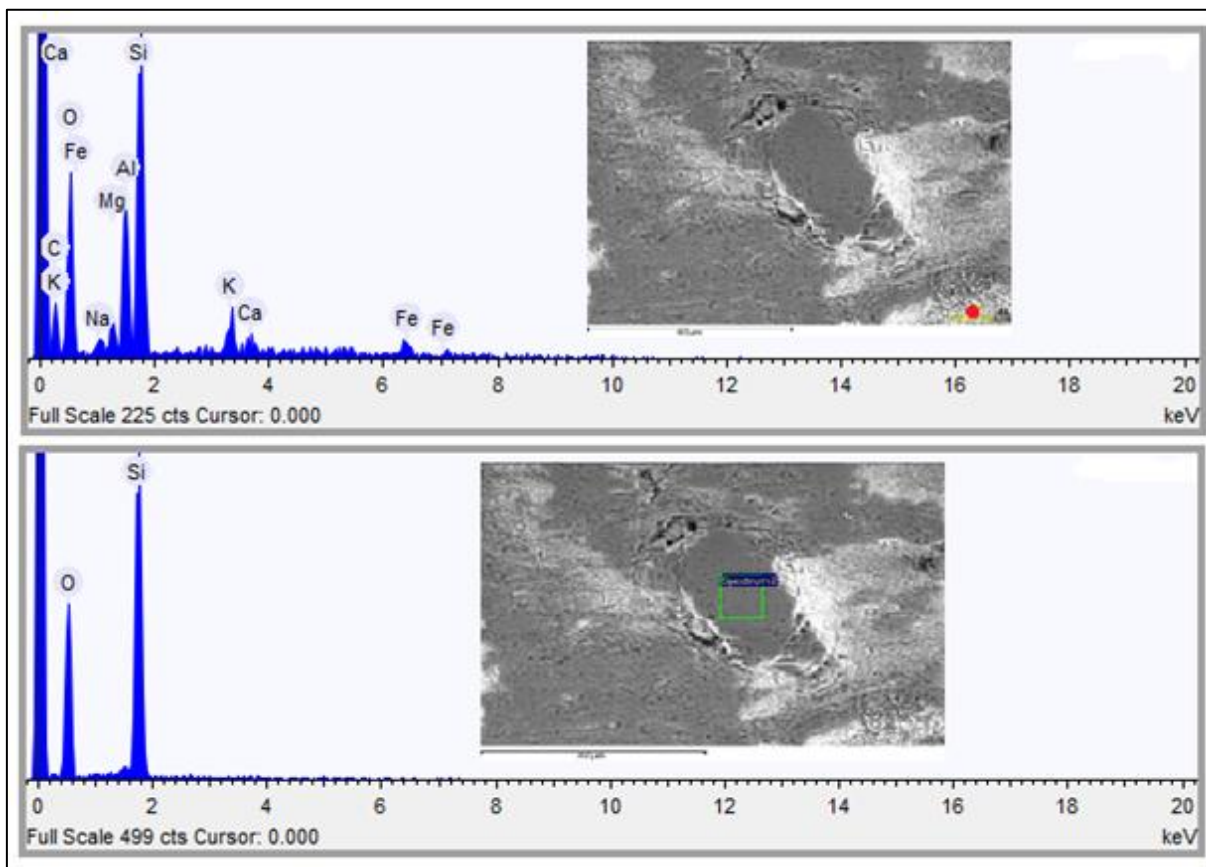 Ca
Si
O
Fe
Al
Mg
C
K
Na
K
Ca
Fe
Fe
0 2 4 6 8 10 12 14 16 18 20
Full Scale 225 cts Cursor: 0.000 keV
Si
O
0 2 4 6 8 10 12 14 16 18 20
Full Scale 499 cts Cursor: 0.000 keV